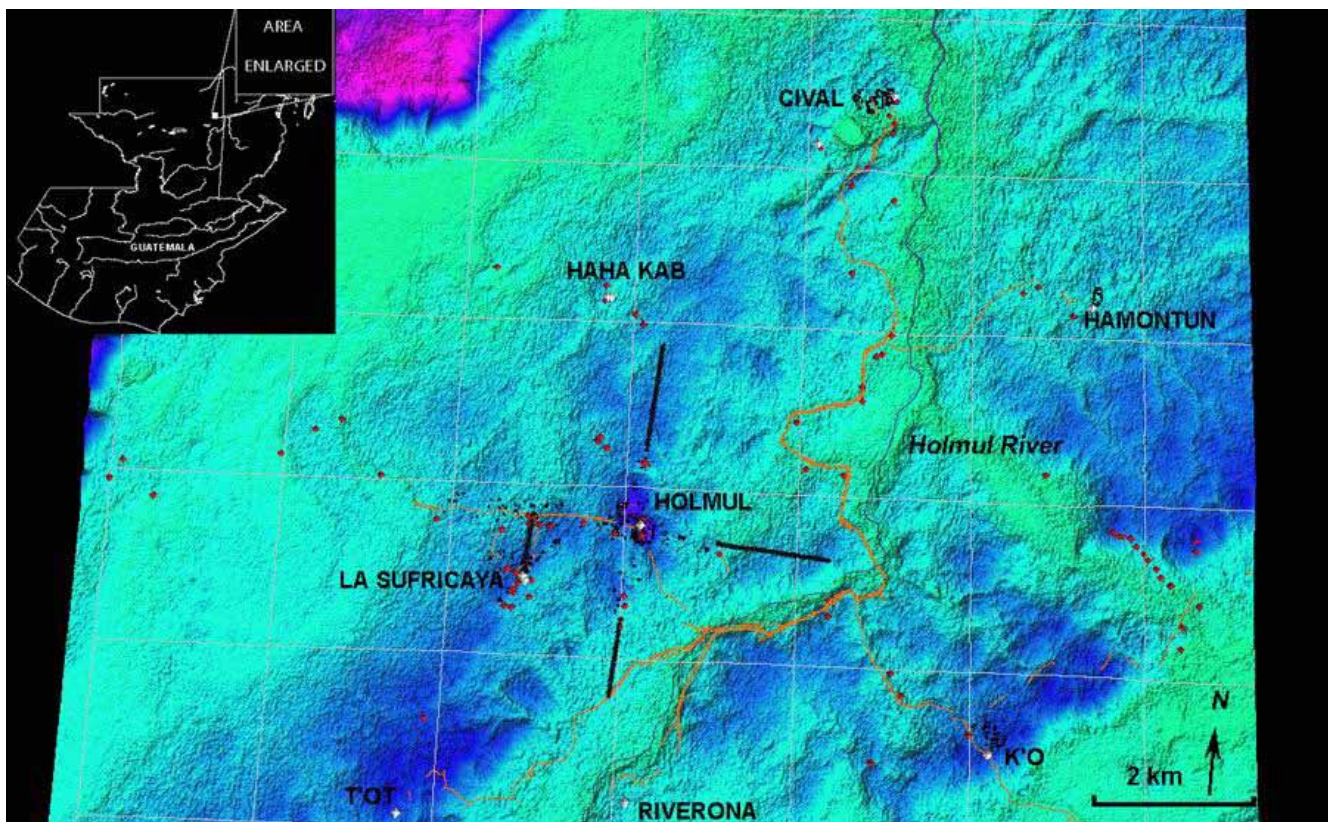 AREA
ENLARGED
GUATEMALA
CIVAL
HAHA KAB
HAMONTUN
Holmul River
HOLMUL
LA SUFRICAYA
N
K'O
2 km
T'OT
RIVERONA